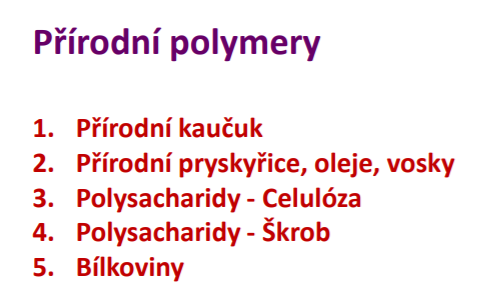 Přírodní polymery
1. Přírodní kaučuk
2. Přírodní pryskyřice, oleje, vosky
3. Polysacharidy - Celulóza
4. Polysacharidy - Škrob
5. Bílkoviny